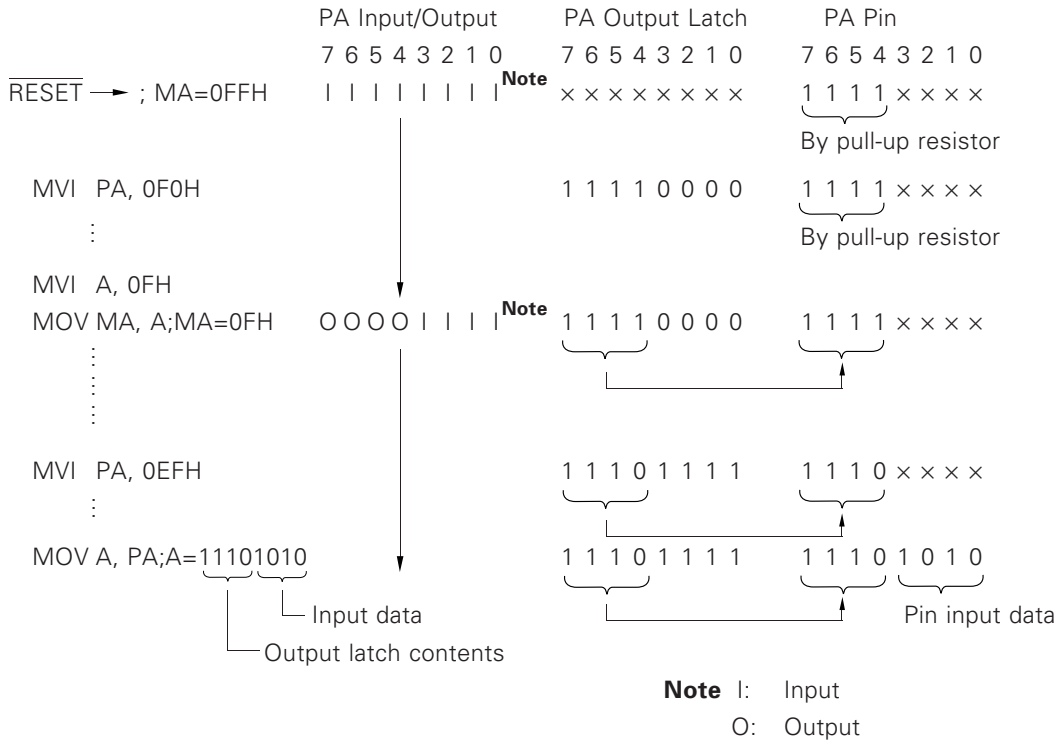 PA Input/Output PA Output Latch PA Pin
7 6 5 4 3 2 1 0 7 6 5 4 3 2 1 0 7 6 5 4 3 2 1 0
RESET ; MA=0FFH I I I I I I I I Note × × × × × × × × 1 1 1 1 × × × ×
By pull-up resistor
MVI PA, 0F0H 1 1 1 1 0 0 0 0 1 1 1 1 × × × ×
By pull-up resistor
MVI A, 0FH
MOV MA, A;MA=0FH O O O O I I I I Note 1 1 1 1 0 0 0 0 1 1 1 1 × × × ×
MVI PA, 0EFH 1 1 1 0 1 1 1 1 1 1 1 0 × × × ×
MOV A, PA;A=11101010 1 1 1 0 1 1 1 1 1 1 1 0 1 0 1 0
Input data Pin input data
Output latch contents
Note I: Input
O: Output